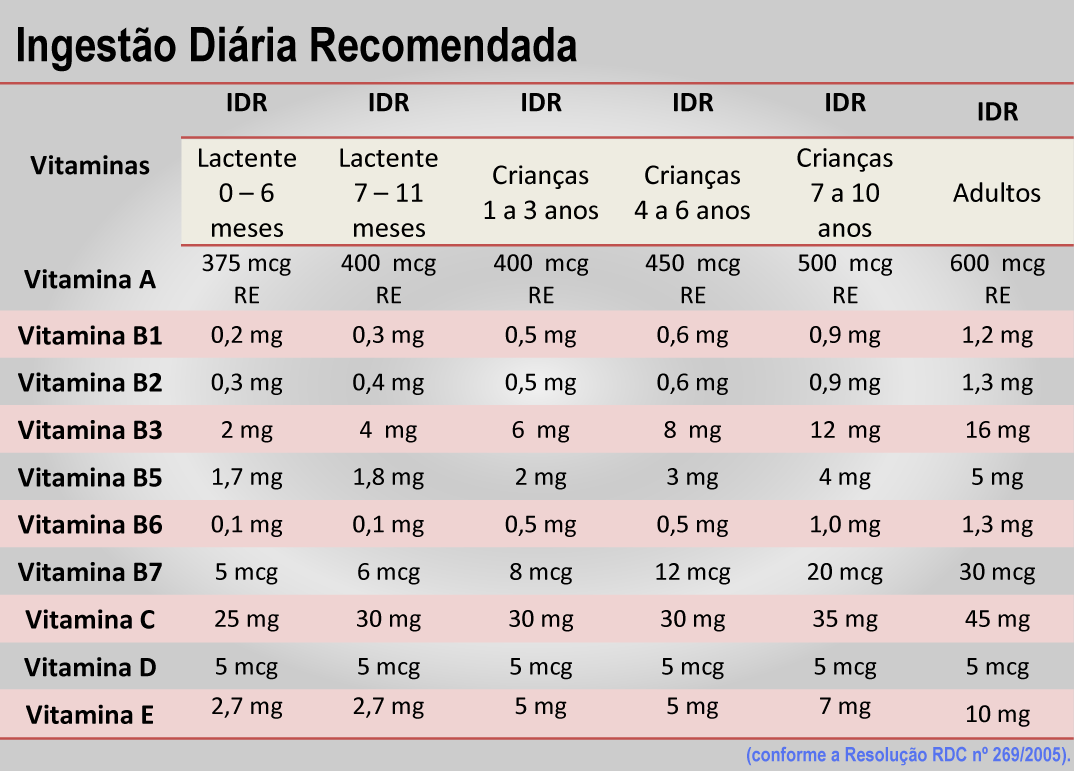 Ingestão Diária Recomendada
IDR IDR IDR IDR IDR IDR
Vitaminas Lactente 0 – 6 meses Lactente 7 – 11 meses Crianças 1 a 3 anos Crianças 4 a 6 anos Crianças 7 a 10 anos Adultos
Vitamina A 375 mcg RE 400 mcg RE 400 mcg RE 450 mcg RE 500 mcg RE 600 mcg RE
Vitamina B1 0,2 mg 0,3 mg 0,5 mg 0,6 mg 0,9 mg 1,2 mg
Vitamina B2 0,3 mg 0,4 mg 0,5 mg 0,6 mg 0,9 mg 1,3 mg
Vitamina B3 2 mg 4 mg 6 mg 8 mg 12 mg 16 mg
Vitamina B5 1,7 mg 1,8 mg 2 mg 3 mg 4 mg 5 mg
Vitamina B6 0,1 mg 0,1 mg 0,5 mg 0,5 mg 1,0 mg 1,3 mg
Vitamina B7 5 mcg 6 mcg 8 mcg 12 mcg 20 mcg 30 mcg
Vitamina C 25 mg 30 mg 30 mg 30 mg 35 mg 45 mg
Vitamina D 5 mcg 5 mcg 5 mcg 5 mcg 5 mcg 5 mcg
Vitamina E 2,7 mg 2,7 mg 5 mg 5 mg 7 mg 10 mg
(conforme a Resolução RDC nº 269/2005).